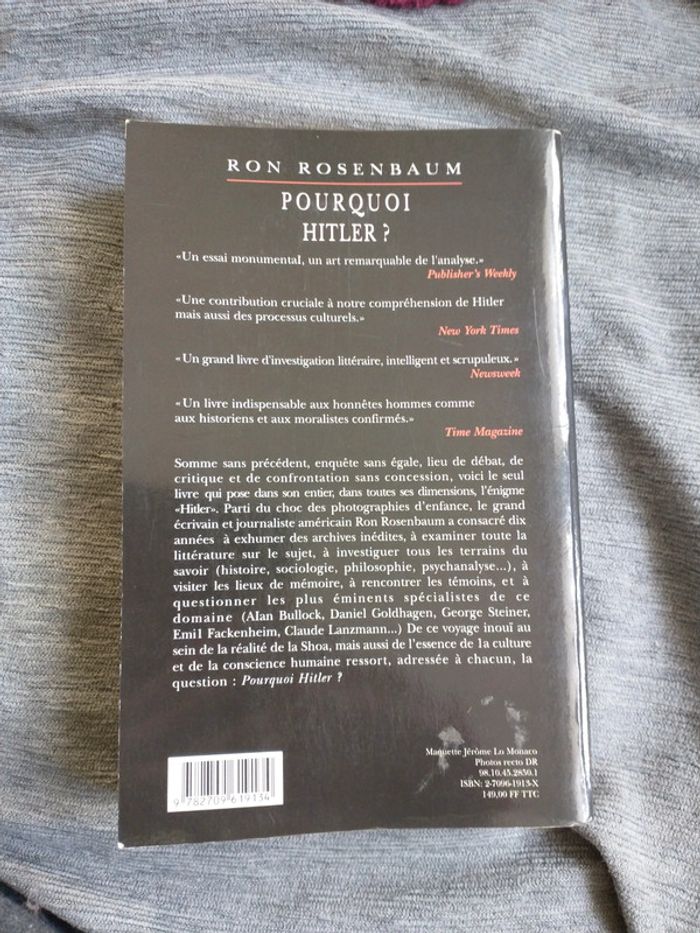 RON ROSENBAUM
POURQUOI
HITLER ?
«Un essai monumental, un art remarquable de l'analyse.»
Publisher's Weekly
«Une contribution cruciale à notre compréhension de Hitler
mais aussi des processus culturels.»
New York Times
«Un grand livre d'investigation littéraire, intelligent et scrupuleux.»
Newsweek
«Un livre indispensable aux honnêtes hommes comme
aux historiens et aux moralistes confirmés.»
Time Magazine
Somme sans précédent, enquête sans égale, lieu de débat, de
critique et de confrontation sans concession, voici le seul
livre qui pose dans son entier, dans toutes ses dimensions, l'énigme
«Hitler». Parti du choc des photographies d'enfance, le grand
écrivain et journaliste américain Ron Rosenbaum a consacré dix
années à exhumer des archives inédites, à examiner toute la
littérature sur le sujet, à investiguer tous les terrains du
savoir (histoire, sociologie, philosophie, psychanalyse...), à
visiter les lieux de mémoire, à rencontrer les témoins, et à
questionner les plus éminents spécialistes de ce
domaine (Alan Bullock, Daniel Goldhagen, George Steiner,
Emil Fackenheim, Claude Lanzmann...) De ce voyage inouï au
sein de la réalité de la Shoa, mais aussi de l'essence de la culture
et de la conscience humaine ressort, adressée à chacun, la
question : Pourquoi Hitler ?
Maquette Jérôme Lo Monaco
Photos recto DR
98.10.45.2830.1
ISBN: 2-7096-1913-X
149,00 FF TTC
9 782709 619134